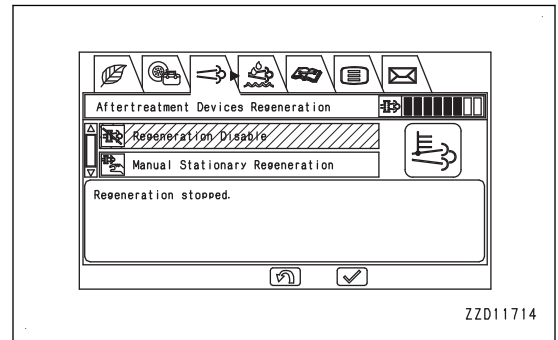 Aftertreatment Devices Regeneration
Regeneration Disable
Manual Stationary Regeneration
Regeneration stopped.
ZZD11714